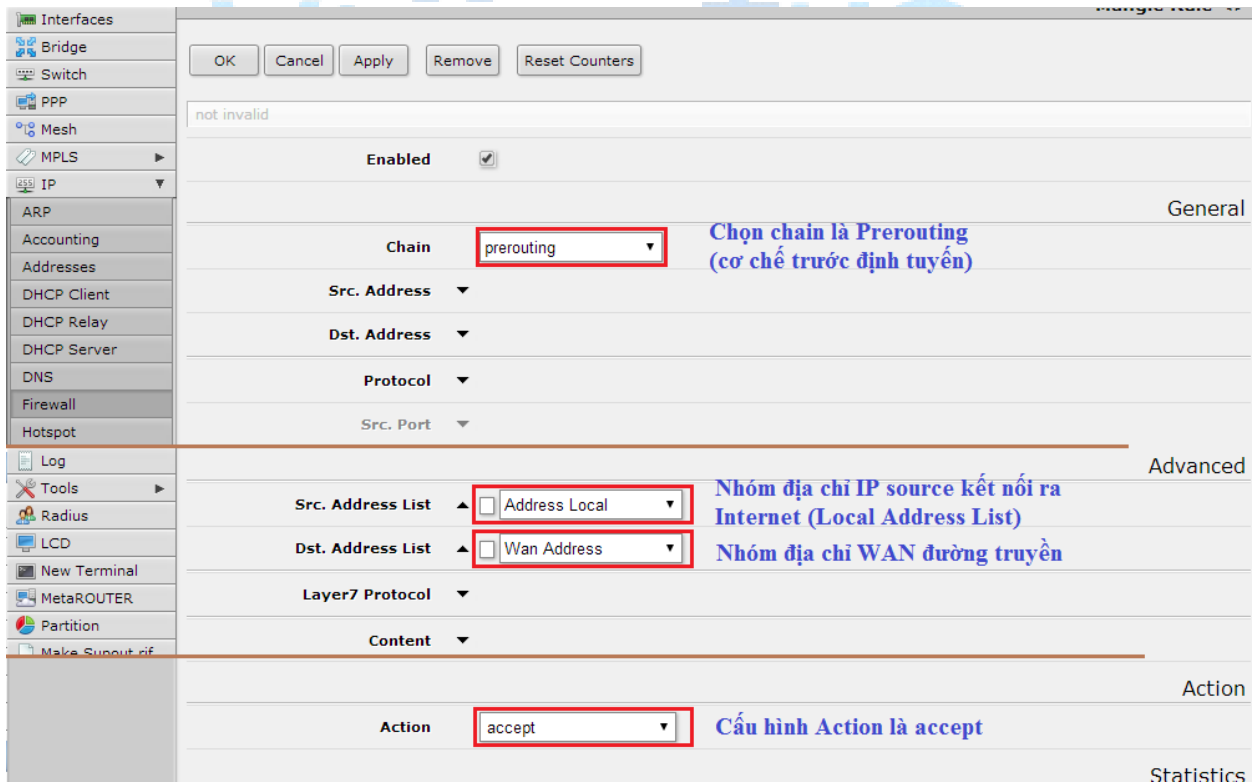 Mangle Rule
Interfaces
Bridge
Switch
PPP
Mesh
MPLS
IP
ARP
Accounting
Addresses
DHCP Client
DHCP Relay
DHCP Server
DNS
Firewall
Hotspot
Log
Tools
Radius
LCD
New Terminal
MetaROUTER
Partition
Make Supout.rif
OK Cancel Apply Remove Reset Counters
not invalid
Enabled
General
Chain prerouting
Chọn chain là Prerouting
(cơ chế trước định tuyến)
Src. Address
Dst. Address
Protocol
Src. Port
Advanced
Src. Address List Address Local
Nhóm địa chỉ IP source kết nối ra
Internet (Local Address List)
Dst. Address List Wan Address
Nhóm địa chỉ WAN đường truyền
Layer7 Protocol
Content
Action
Action accept
Cấu hình Action là accept
Statistics